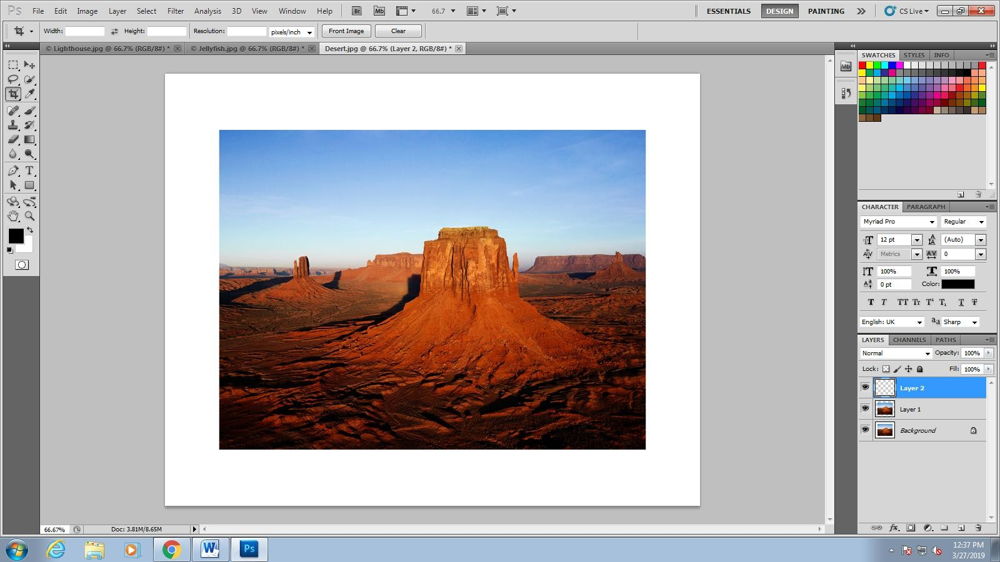 Ps File Edit Image Layer Select Filter Analysis 3D View Window Help Br Mb 66.7 ESSENTIALS DESIGN PAINTING CS Live
Width: Height: Resolution: pixels/inch Front Image Clear
© Lighthouse.jpg @ 66.7% (RGB/8#) * © Jellyfish.jpg @ 66.7% (RGB/8#) * Desert.jpg @ 66.7% (Layer 2, RGB/8#) *
SWATCHES STYLES INFO
Mb
CHARACTER PARAGRAPH
Myriad Pro Regular
12 pt (Auto)
Metrics 0
100% 100%
0 pt Color:
T T TT Tr T¹ T₁ T T
English: UK aa Sharp
LAYERS CHANNELS PATHS
Normal Opacity: 100%
Lock: Fill: 100%
Layer 2
Layer 1
Background
66.67% Doc: 3.81M/8.65M
W Ps
12:37 PM
3/27/2019